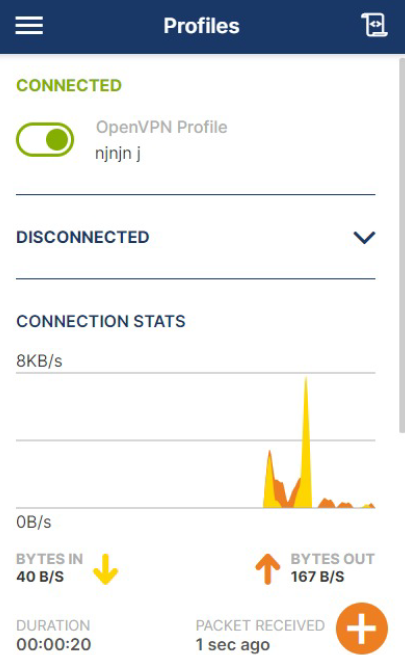 Profiles
CONNECTED
OpenVPN Profile
njnjn j
DISCONNECTED
CONNECTION STATS
8KB/s
0B/s
BYTES IN
40 B/S
BYTES OUT
167 B/S
DURATION
00:00:20
PACKET RECEIVED
1 sec ago